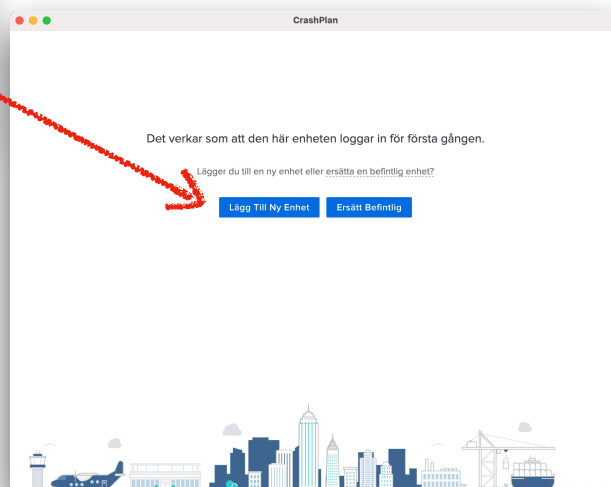 CrashPlan
Det verkar som att den här enheten loggar in för första gången.
Lägger du till en ny enhet eller ersätta en befintlig enhet?
Lägg Till Ny Enhet Ersätt Befintlig